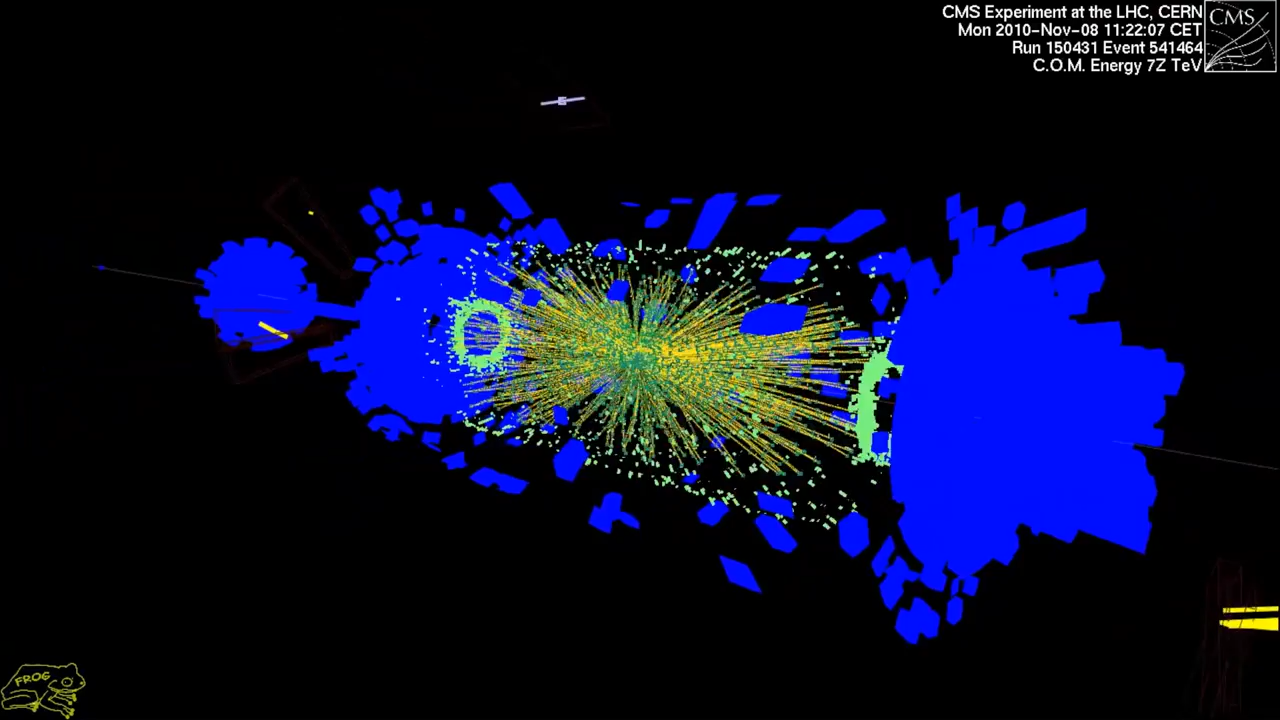 CMS Experiment at the LHC, CERN
Mon 2010-Nov-08 11:22:07 CET
Run 150431 Event 541464
C.O.M. Energy 7Z TeV
CMS
FROG